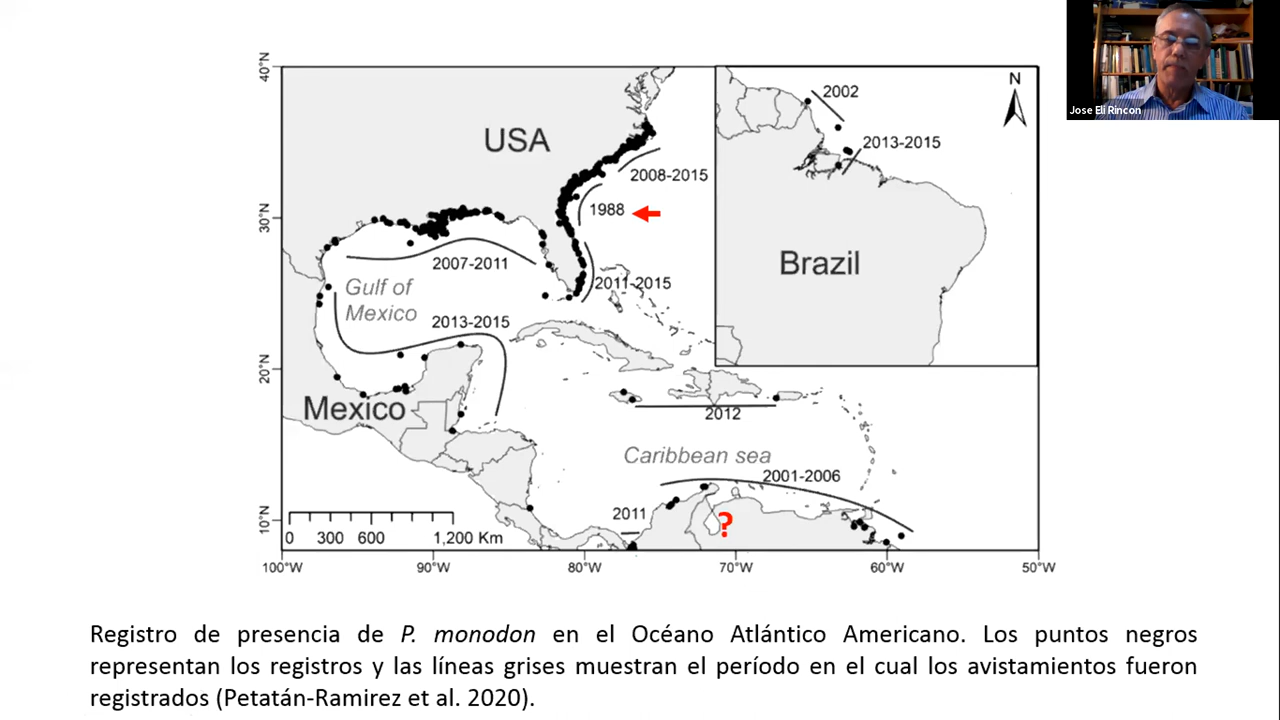 Jose Eli Rincon
40°N
30°N
20°N
10°N
USA
2008-2015
1988
2007-2011
2011-2015
Gulf of
Mexico
2013-2015
Mexico
2012
Caribbean sea
2001-2006
2011
?
0 300 600 1,200 Km
100°W 90°W 80°W 70°W 60°W 50°W
N
2002
2013-2015
Brazil
Registro de presencia de P. monodon en el Océano Atlántico Americano. Los puntos negros
representan los registros y las líneas grises muestran el período en el cual los avistamientos fueron
registrados (Petatán-Ramirez et al. 2020).